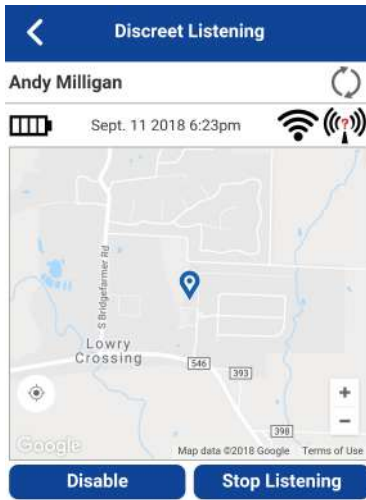 Discreet Listening
Andy Milligan
Sept. 11 2018 6:23pm
?
S Bridgefarmer Rd
Lowry
Crossing
546
393
398
Google
Map data ©2018 Google Terms of Use
Disable
Stop Listening